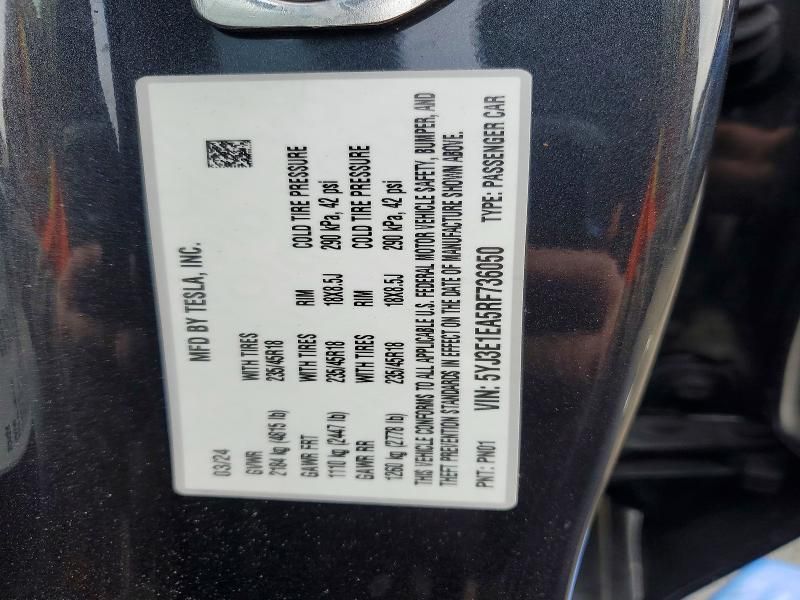 MFD BY TESLA, INC.
03/24
GVWR WITH TIRES
2184 kg (4815 lb) 235/45R18
GAWR FRT WITH TIRES RIM COLD TIRE PRESSURE
1110 kg (2447 lb) 235/45R18 18X8.5J 290 kPa, 42 psi
GAWR RR WITH TIRES RIM COLD TIRE PRESSURE
1260 kg (2778 lb) 235/45R18 18X8.5J 290 kPa, 42 psi
THIS VEHICLE CONFORMS TO ALL APPLICABLE U.S. FEDERAL MOTOR VEHICLE SAFETY, BUMPER, AND
THEFT PREVENTION STANDARDS IN EFFECT ON THE DATE OF MANUFACTURE SHOWN ABOVE.
PNT: PN01 VIN: 5YJ3E1EA5RF736050 TYPE: PASSENGER CAR